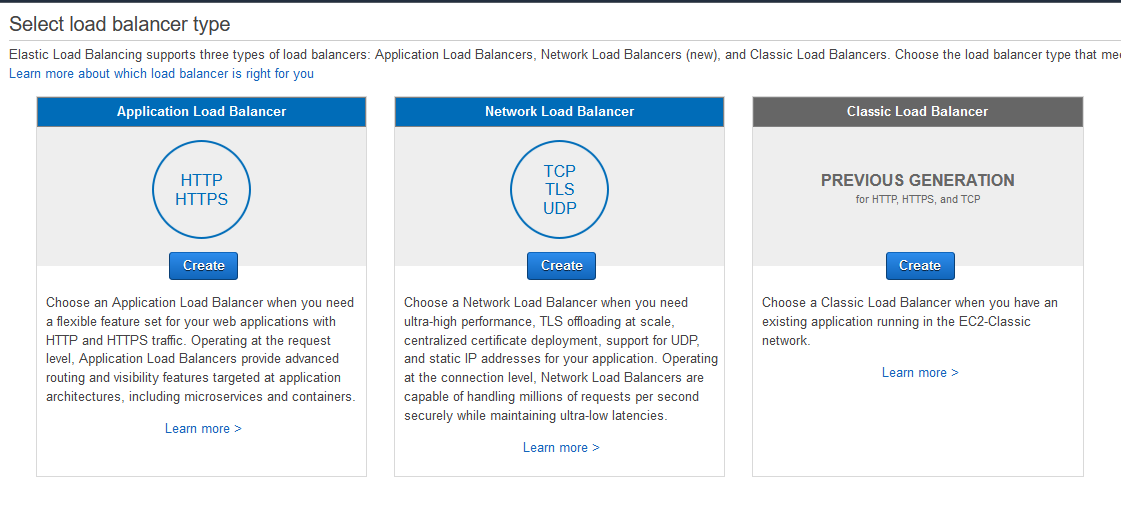 Select load balancer type
Elastic Load Balancing supports three types of load balancers: Application Load Balancers, Network Load Balancers (new), and Classic Load Balancers. Choose the load balancer type that
Learn more about which load balancer is right for you
Application Load Balancer
HTTP
HTTPS
Create
Choose an Application Load Balancer when you need
a flexible feature set for your web applications with
HTTP and HTTPS traffic. Operating at the request
level, Application Load Balancers provide advanced
routing and visibility features targeted at application
architectures, including microservices and containers.
Learn more >
Network Load Balancer
TCP
TLS
UDP
Create
Choose a Network Load Balancer when you need
ultra-high performance, TLS offloading at scale,
centralized certificate deployment, support for UDP,
and static IP addresses for your application. Operating
at the connection level, Network Load Balancers are
capable of handling millions of requests per second
securely while maintaining ultra-low latencies.
Learn more >
Classic Load Balancer
PREVIOUS GENERATION
for HTTP, HTTPS, and TCP
Create
Choose a Classic Load Balancer when you have an
existing application running in the EC2-Classic
network.
Learn more >